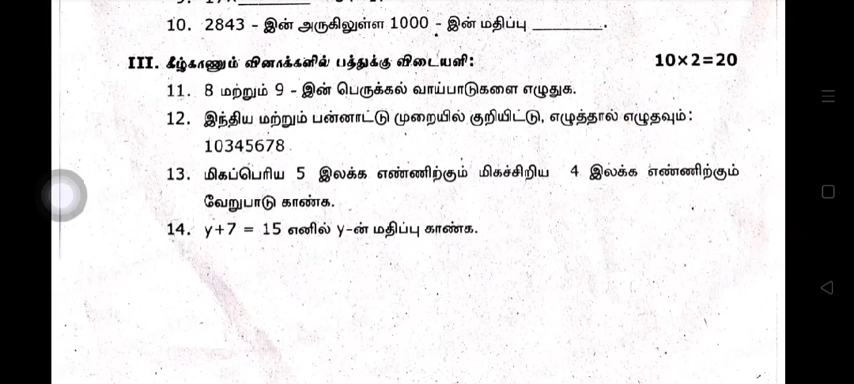 10. 2843 - இன் அருகிலுள்ள 1000 - இன் மதிப்பு ________.
III. கீழ்காணும் வினாக்களில் பத்துக்கு விடையளி: 10×2=20
11. 8 மற்றும் 9 - இன் பெருக்கல் வாய்பாடுகளை எழுதுக.
12. இந்திய மற்றும் பன்னாட்டு முறையில் குறியிட்டு, எழுத்தால் எழுதவும்:
10345678
13. மிகப்பெரிய 5 இலக்க எண்ணிற்கும் மிகச்சிறிய 4 இலக்க எண்ணிற்கும்
வேறுபாடு காண்க.
14. y+7 = 15 எனில் y-ன் மதிப்பு காண்க.